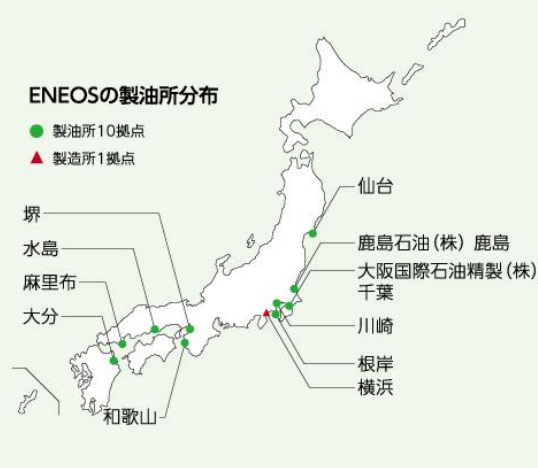 ENEOSの製油所分布
製油所10拠点
製造所1拠点
堺
水島
麻里布
大分
和歌山
仙台
鹿島石油(株) 鹿島
大阪国際石油精製(株)
千葉
川崎
根岸
横浜